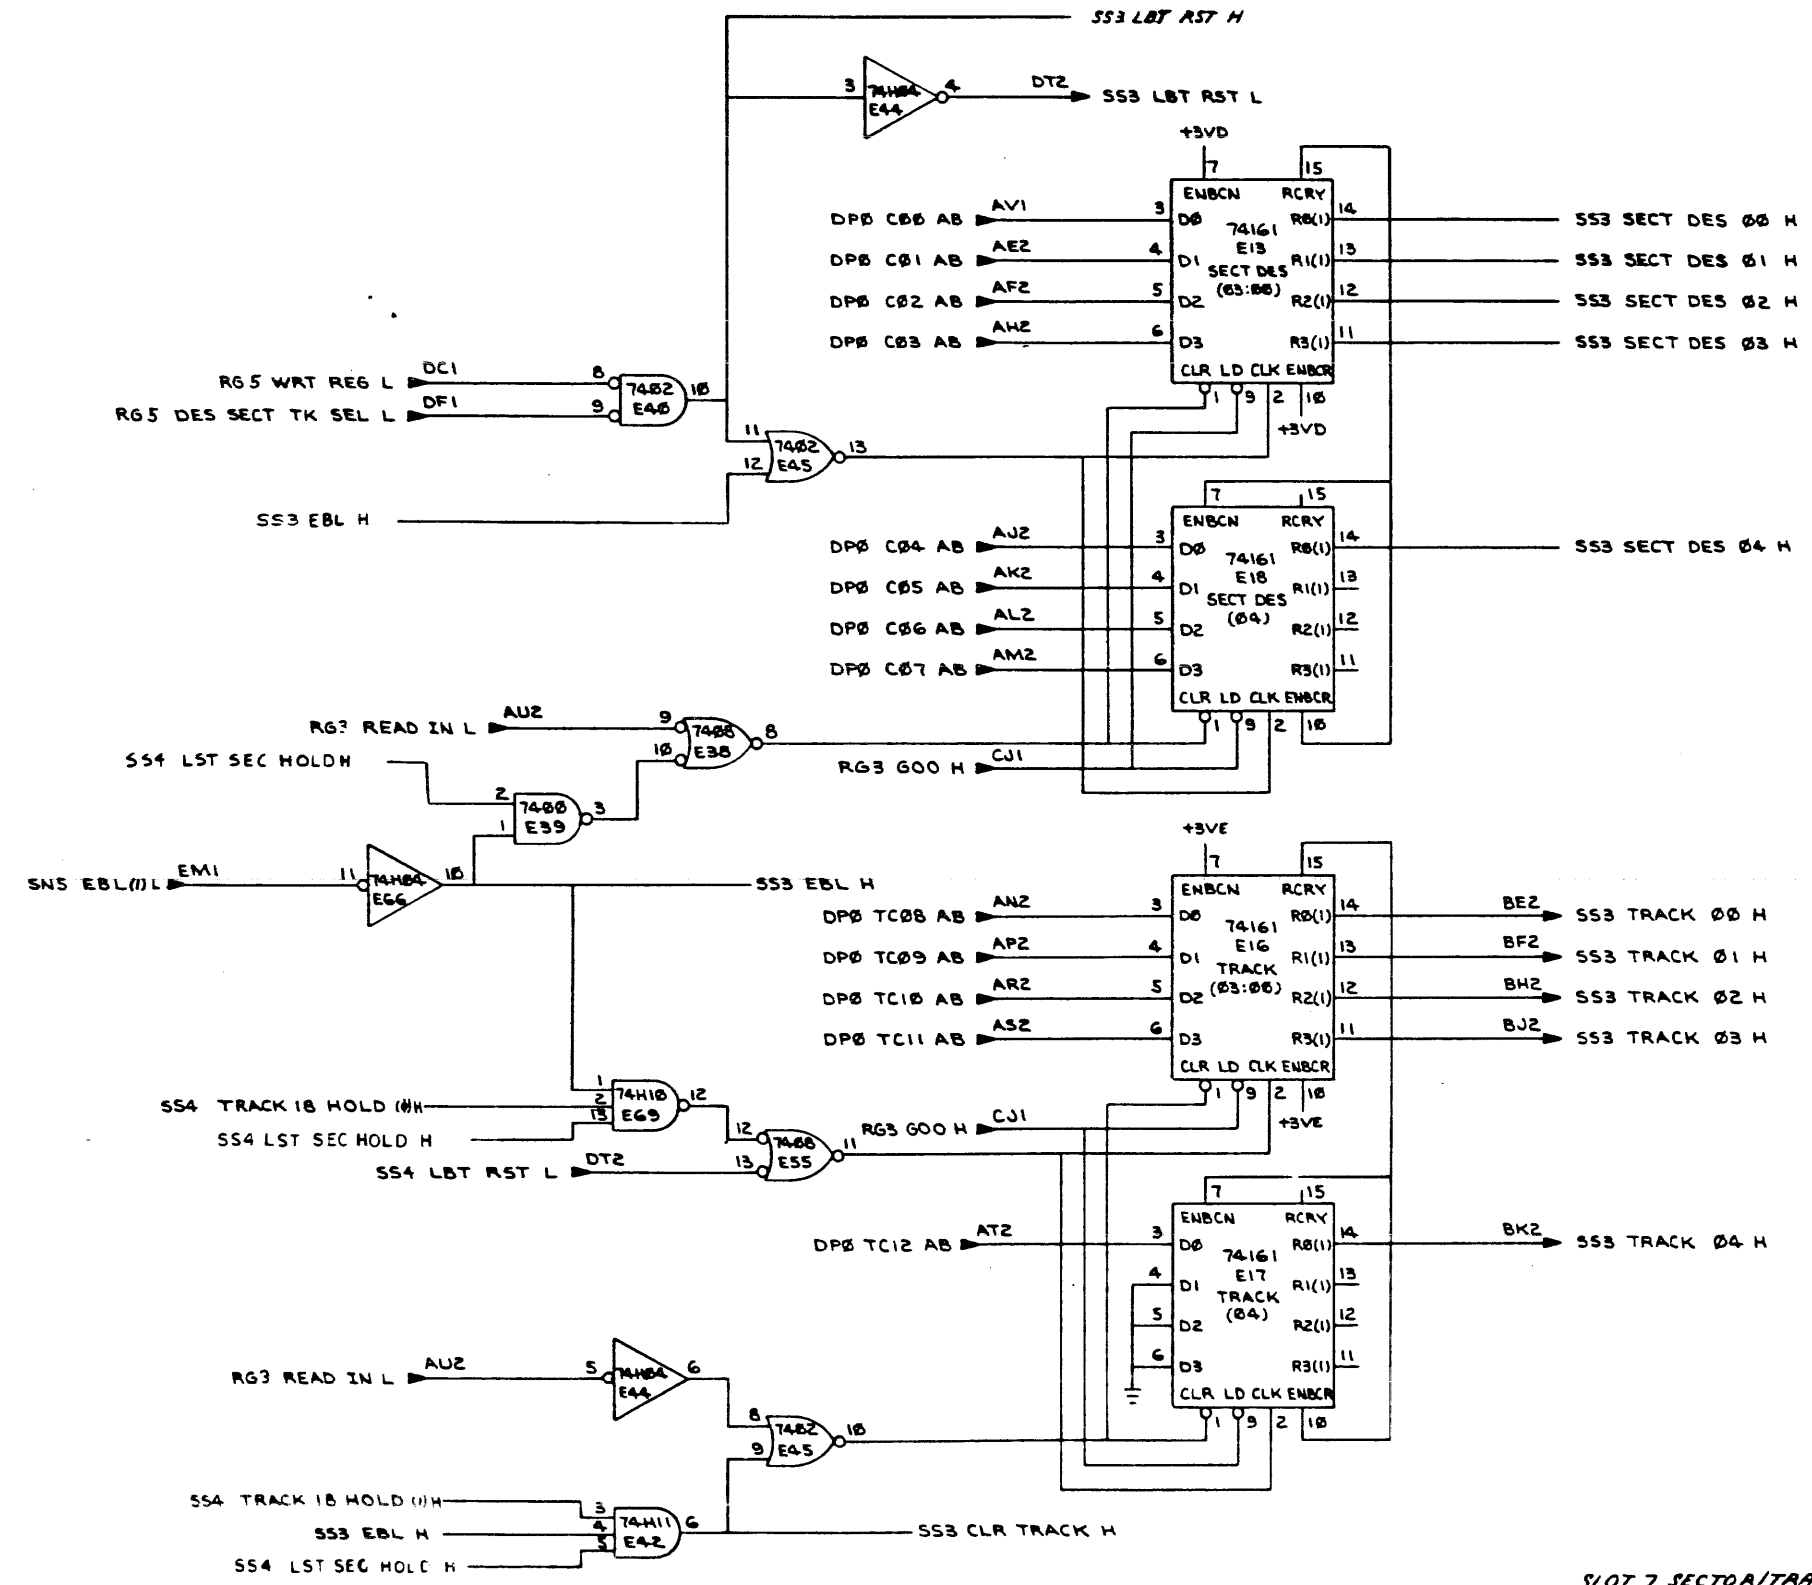 SS3 LBT RST H
3 74H04 E44 4 DT2 SS3 LBT RST L
+3VD
7 15
ENBCN RCRY
DPØ CØØ AB AV1 3 DØ RØ(1) 14 SS3 SECT DES ØØ H
74161
E13
DPØ CØ1 AB AE2 4 D1 R1(1) 13 SS3 SECT DES Ø1 H
SECT DES
(Ø3:ØØ)
DPØ CØ2 AB AF2 5 D2 R2(1) 12 SS3 SECT DES Ø2 H
DPØ CØ3 AB AH2 6 D3 R3(1) 11 SS3 SECT DES Ø3 H
CLR LD CLK ENBCR
1 9 2 1Ø
+3VD
RG5 WRT REG L DC1 8
74Ø2 E4Ø 1Ø
RG5 DES SECT TK SEL L DF1 9
11 74Ø2 E45 13
12
SS3 EBL H
7 15
ENBCN RCRY
DPØ CØ4 AB AJ2 3 DØ RØ(1) 14 SS3 SECT DES Ø4 H
74161
E18
DPØ CØ5 AB AK2 4 D1 R1(1) 13
SECT DES
(Ø4)
DPØ CØ6 AB AL2 5 D2 R2(1) 12
DPØ CØ7 AB AM2 6 D3 R3(1) 11
CLR LD CLK ENBCR
1 9 2 1Ø
RG3 READ IN L AU2 9
74Ø8 E38 8
1Ø
SS4 LST SEC HOLD H
RG3 GOO H CJ1
2 74ØØ E39 3
1
SNS EBL(1) L EM1 11 74HØ4 E66 1Ø SS3 EBL H
+3VE
7 15
ENBCN RCRY
DPØ TCØ8 AB AN2 3 DØ RØ(1) 14 BE2 SS3 TRACK ØØ H
74161
E16
DPØ TCØ9 AB AP2 4 D1 R1(1) 13 BF2 SS3 TRACK Ø1 H
TRACK
(Ø3:ØØ)
DPØ TC1Ø AB AR2 5 D2 R2(1) 12 BH2 SS3 TRACK Ø2 H
DPØ TC11 AB AS2 6 D3 R3(1) 11 BJ2 SS3 TRACK Ø3 H
CLR LD CLK ENBCR
1 9 2 1Ø
+3VE
1
SS4 TRACK 18 HOLD H 2 74H1Ø E69 12
SS4 LST SEC HOLD H 13
RG3 GOO H CJ1
12 74Ø8 E55 11
SS4 LBT RST L DT2 13
7 15
ENBCN RCRY
DPØ TC12 AB AT2 3 DØ RØ(1) 14 BK2 SS3 TRACK Ø4 H
74161
E17
4 D1 R1(1) 13
TRACK
(Ø4)
5 D2 R2(1) 12
6 D3 R3(1) 11
CLR LD CLK ENBCR
1 9 2 1Ø
RG3 READ IN L AU2 5 74HØ4 E44 6
8 74Ø2 E45 1Ø
9
SS4 TRACK 18 HOLD (1) H 3
SS3 EBL H 4 74H11 E42 6 SS3 CLR TRACK H
SS4 LST SEC HOLD H 5
SLOT 7 SECTOR/